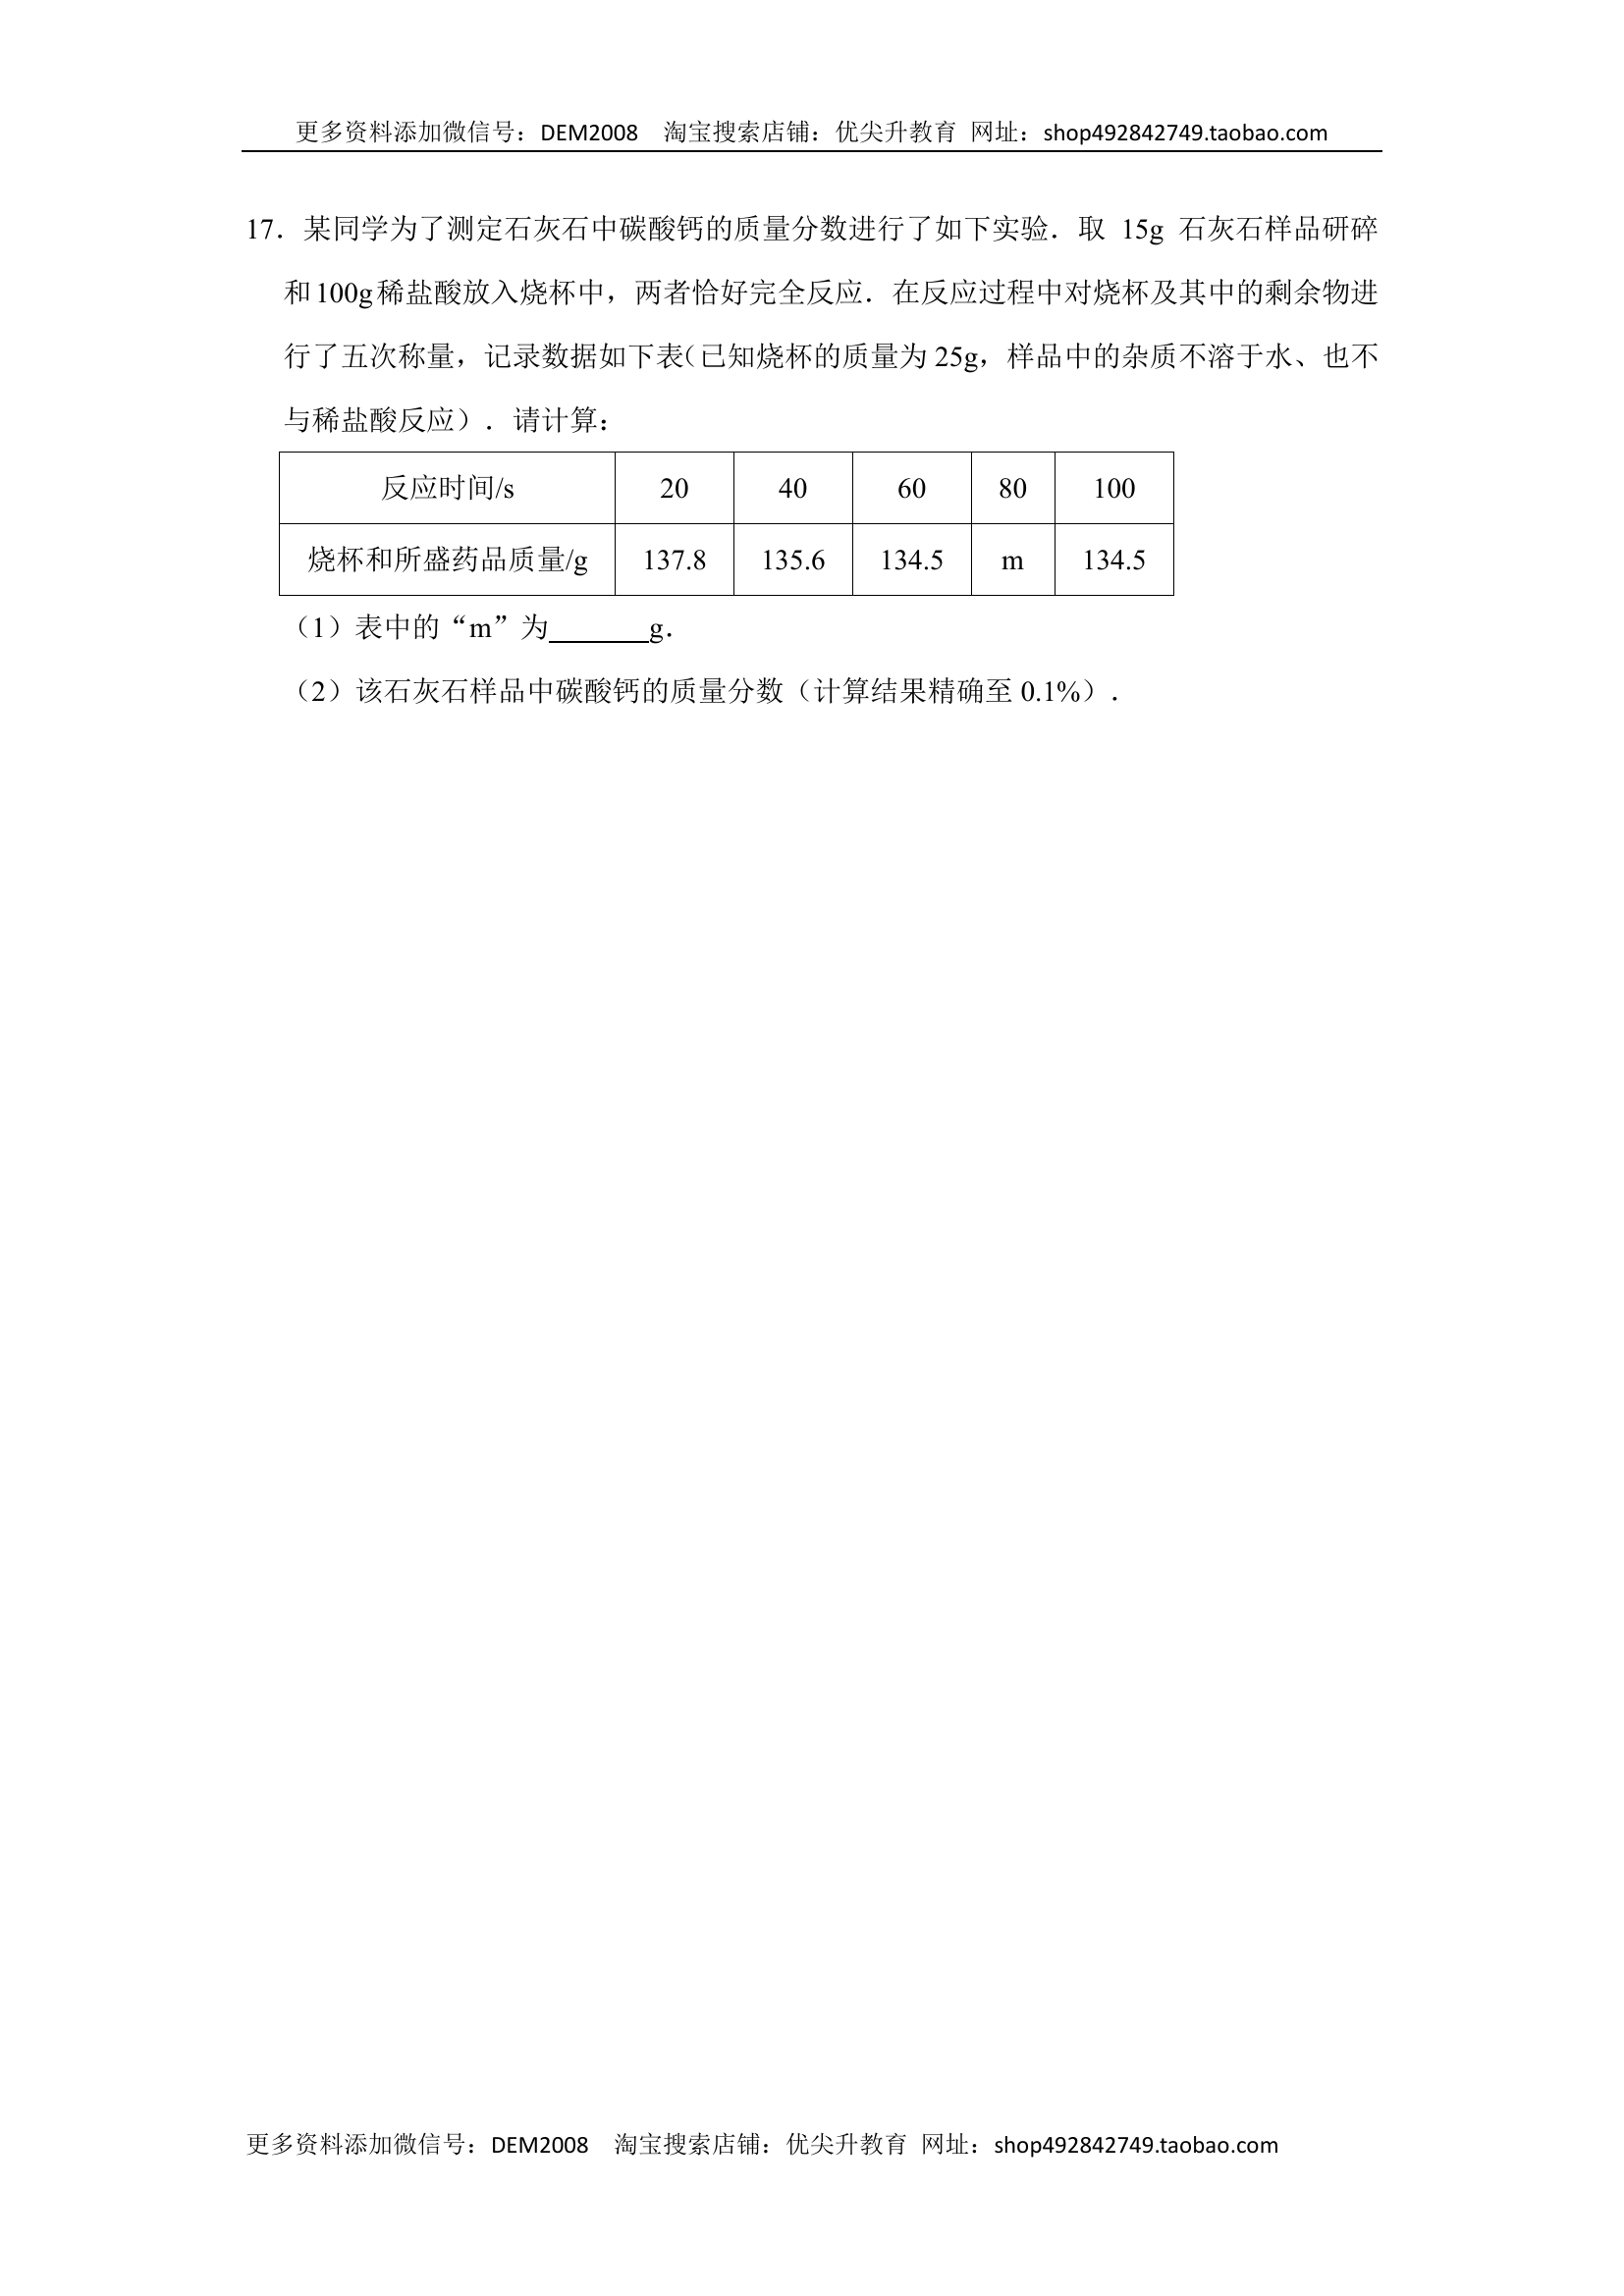 更多资料添加微信号：DEM2008 淘宝搜索店铺：优尖升教育 网址：shop492842749.taobao.com
17．某同学为了测定石灰石中碳酸钙的质量分数进行了如下实验．取 15g 石灰石样品研碎
和100g稀盐酸放入烧杯中，两者恰好完全反应．在反应过程中对烧杯及其中的剩余物进
行了五次称量，记录数据如下表（已知烧杯的质量为 25g，样品中的杂质不溶于水、也不
与稀盐酸反应）．请计算：
反应时间/s 20 40 60 80 100
烧杯和所盛药品质量/g 137.8 135.6 134.5 m 134.5
（1）表中的“m”为_______g．
（2）该石灰石样品中碳酸钙的质量分数（计算结果精确至 0.1%）．
更多资料添加微信号：DEM2008 淘宝搜索店铺：优尖升教育 网址：shop492842749.taobao.com